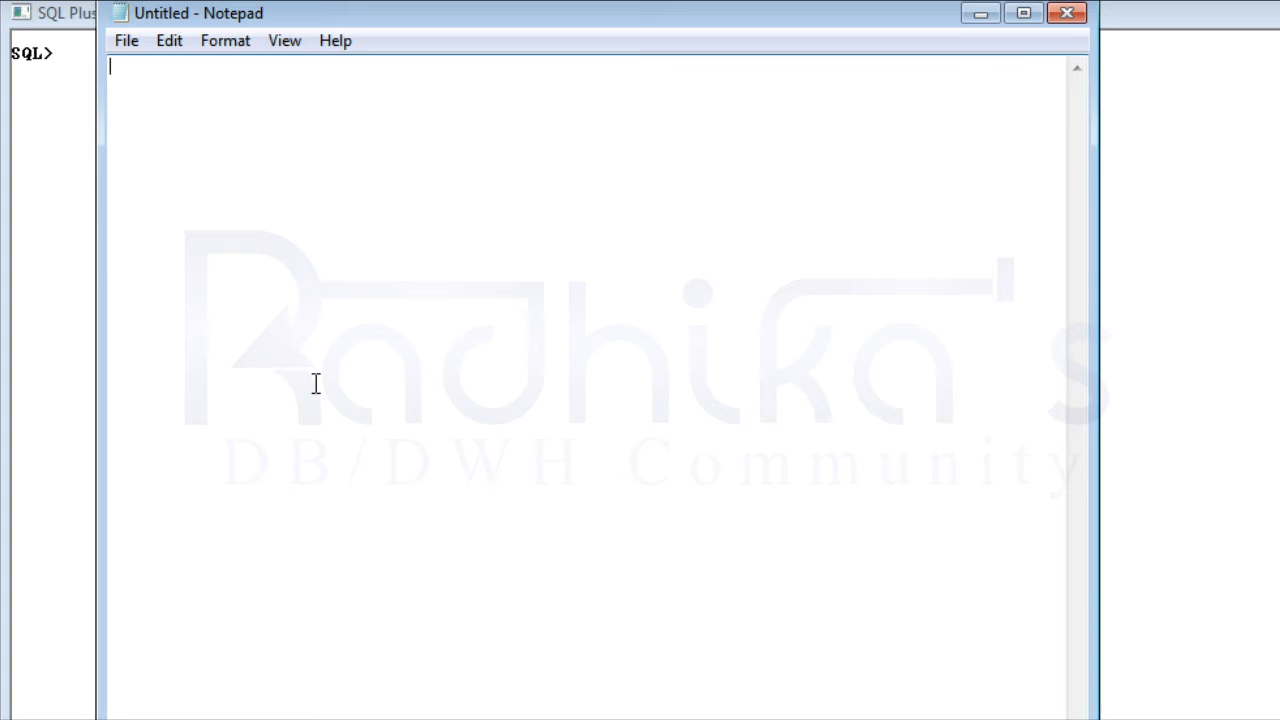 SQL Plus
Untitled - Notepad
File Edit Format View Help
SQL>
Radhika's
DB/DWH Community